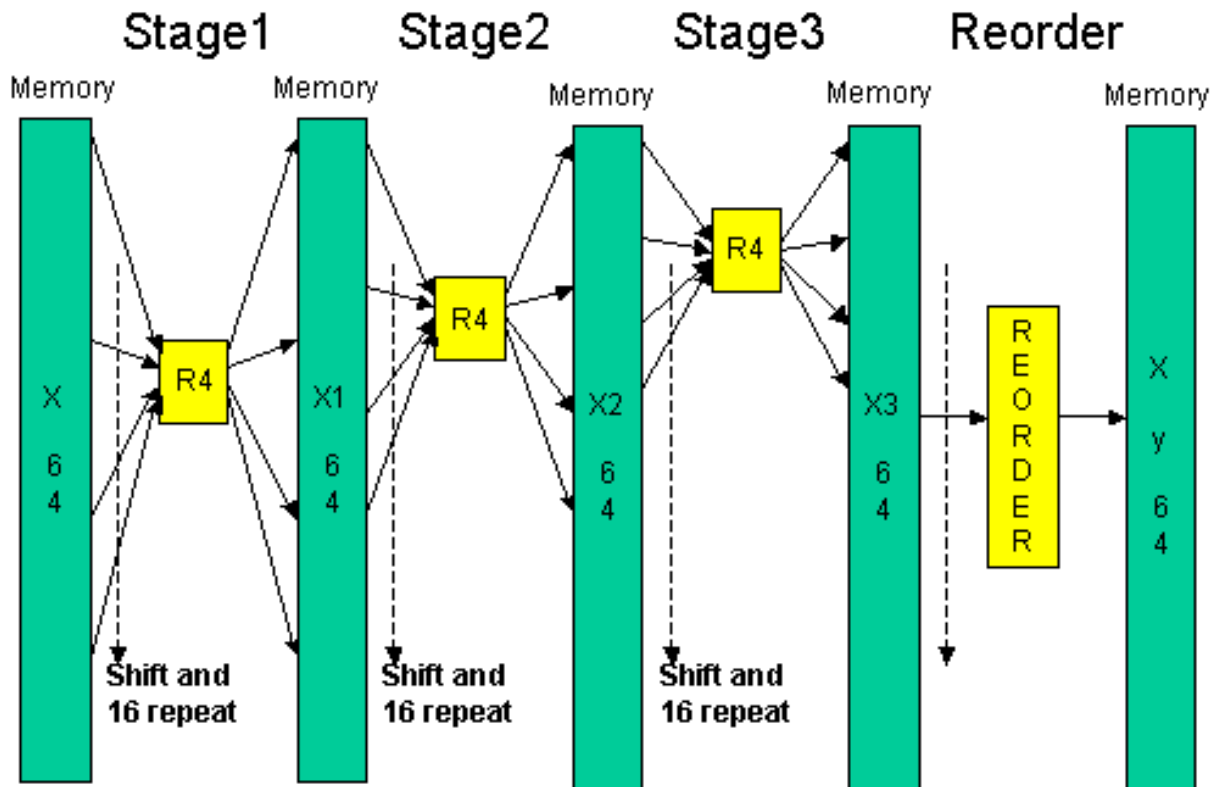 Stage1 Stage2 Stage3 Reorder
Memory Memory Memory Memory Memory
R4
R4
R4
X
6
4
X1
6
4
X2
6
4
X3
6
4
R
E
O
R
D
E
R
X
y
6
4
Shift and
16 repeat
Shift and
16 repeat
Shift and
16 repeat